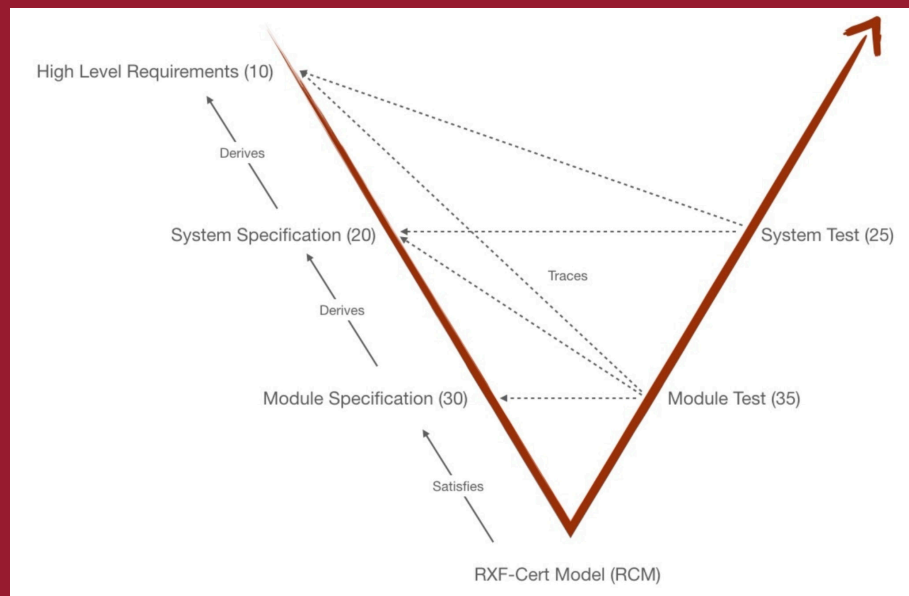 High Level Requirements (10)
Derives
System Specification (20)
System Test (25)
Traces
Derives
Module Specification (30)
Module Test (35)
Satisfies
RXF-Cert Model (RCM)